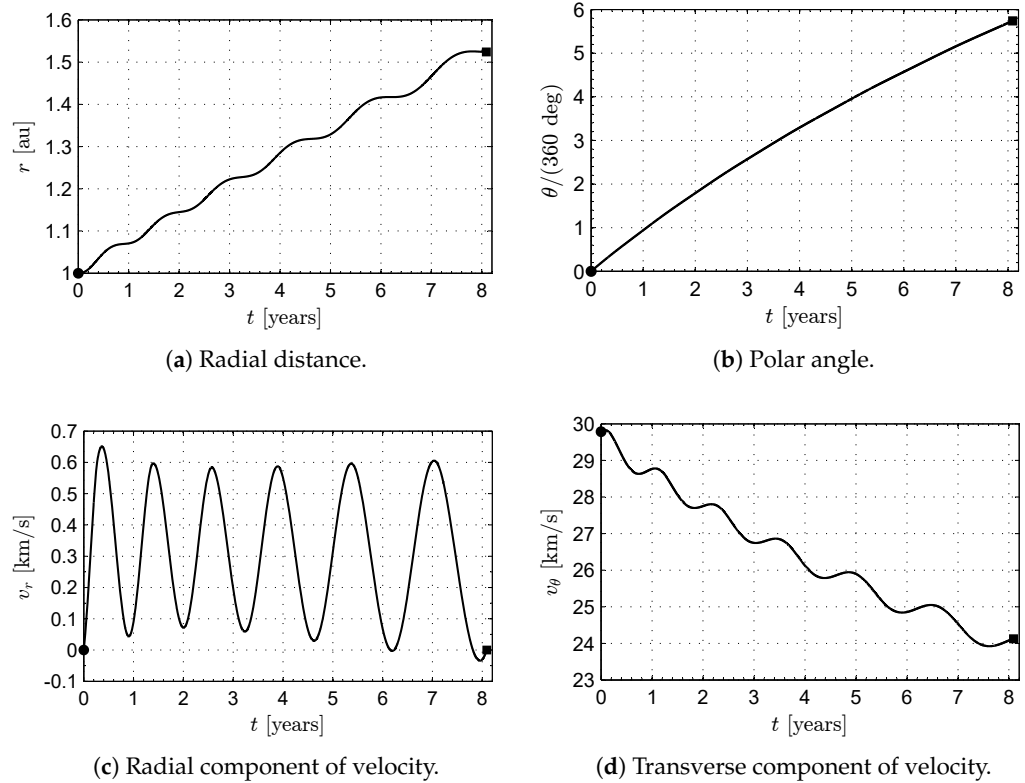 1.6
1.5
1.4
1.3
1.2
1.1
1
r [au]
0 1 2 3 4 5 6 7 8
t [years]
(a) Radial distance.
6
5
4
3
2
1
0
θ/(360 deg)
0 1 2 3 4 5 6 7 8
t [years]
(b) Polar angle.
0.7
0.6
0.5
0.4
0.3
0.2
0.1
0
-0.1
v_r [km/s]
0 1 2 3 4 5 6 7 8
t [years]
(c) Radial component of velocity.
30
29
28
27
26
25
24
23
v_θ [km/s]
0 1 2 3 4 5 6 7 8
t [years]
(d) Transverse component of velocity.